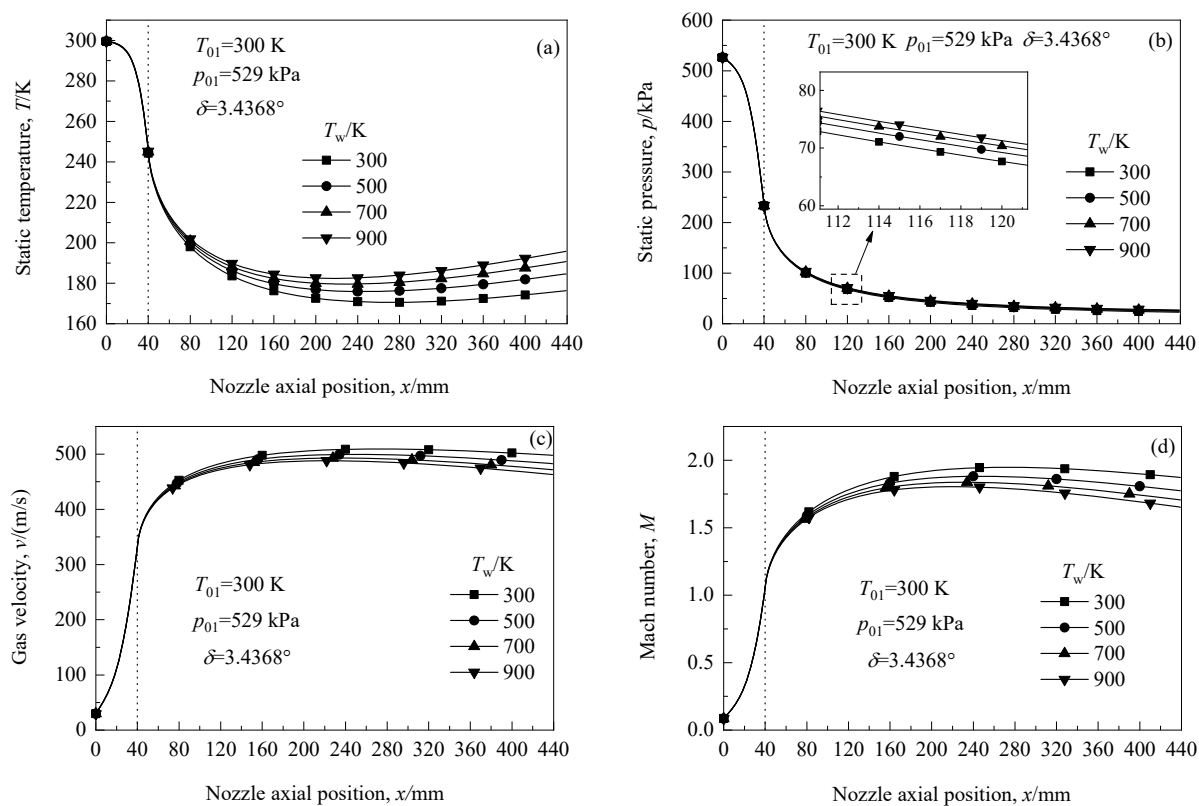 (a)
T01=300 K
p01=529 kPa
δ=3.4368°
Tw/K
300
500
700
900
Static temperature, T/K
300
280
260
240
220
200
180
160
0 40 80 120 160 200 240 280 320 360 400 440
Nozzle axial position, x/mm
(b)
T01=300 K p01=529 kPa δ=3.4368°
80
70
60
112 114 116 118 120
Tw/K
300
500
700
900
Static pressure, p/kPa
600
500
400
300
200
100
0
0 40 80 120 160 200 240 280 320 360 400 440
Nozzle axial position, x/mm
(c)
T01=300 K
p01=529 kPa
δ=3.4368°
Tw/K
300
500
700
900
Gas velocity, v/(m/s)
500
400
300
200
100
0
0 40 80 120 160 200 240 280 320 360 400 440
Nozzle axial position, x/mm
(d)
T01=300 K
p01=529 kPa
δ=3.4368°
Tw/K
300
500
700
900
Mach number, M
2.0
1.5
1.0
0.5
0.0
0 40 80 120 160 200 240 280 320 360 400 440
Nozzle axial position, x/mm